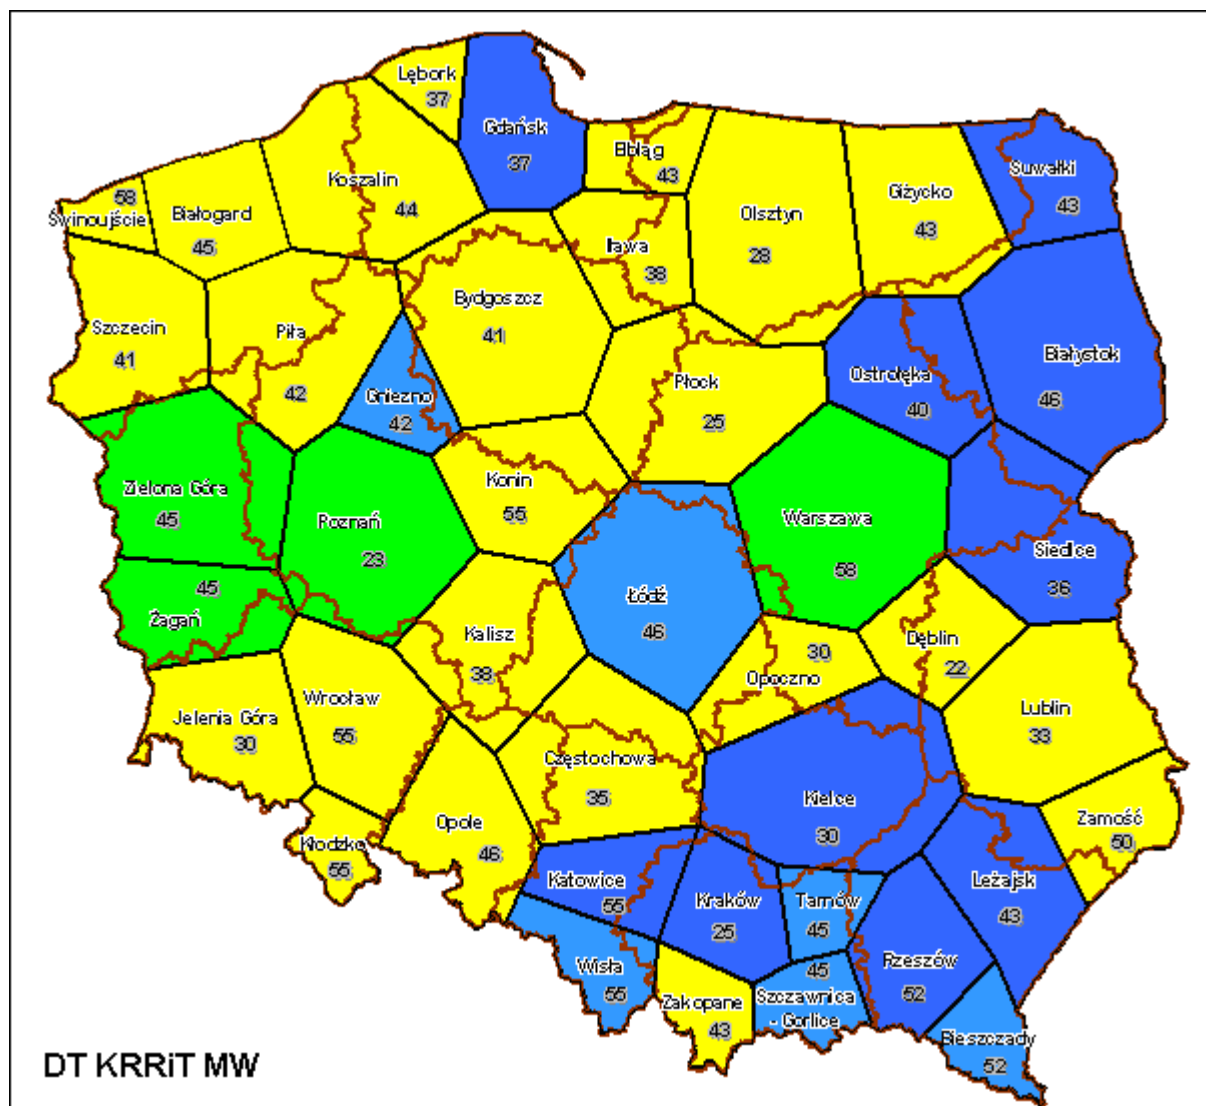 Lębork
37
Gdańsk
37
Elbląg
43
Suwałki
43
Koszalin
44
Giżycko
43
58
Świnoujście
Białogard
45
Olsztyn
28
Iława
38
Bydgoszcz
41
Szczecin
41
Piła
42
Białystok
46
Płock
25
Ostrołęka
40
Gniezno
42
Zielona Góra
45
Konin
55
Poznań
23
Warszawa
58
Siedlce
36
45
Żagań
Łódź
46
Kalisz
38
30
Opoczno
Dęblin
22
Wrocław
55
Jelenia Góra
30
Lublin
33
Częstochowa
35
Kielce
30
Opole
46
Zamość
50
Kłodzko
55
Katowice
55
Kraków
25
Tarnów
45
Leżajsk
43
Wisła
55
45
Szczawnica
- Gorlice
Rzeszów
52
Zakopane
43
Bieszczady
52
DT KRRiT MW